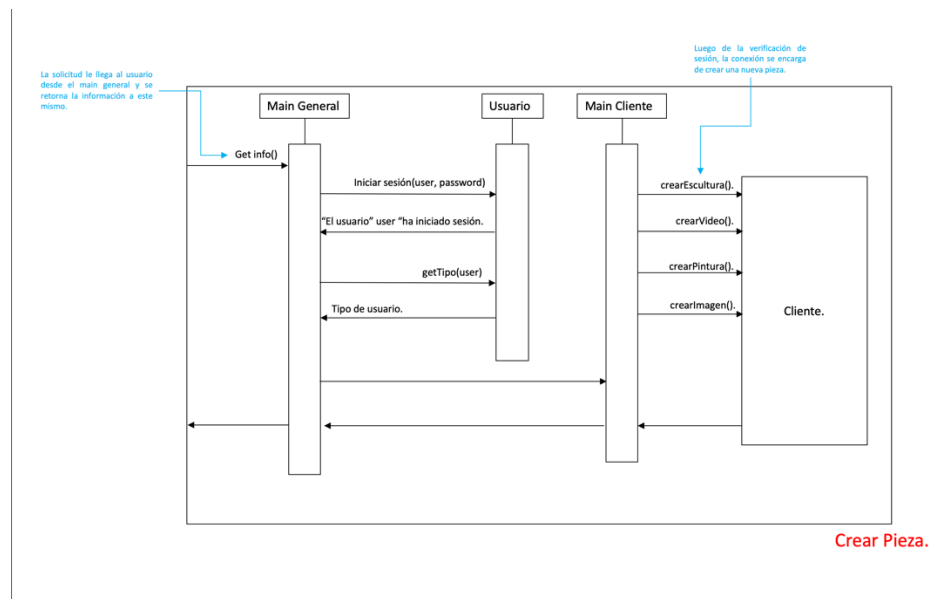 Luego de la verificación de
sesión, la conexión se encarga
de crear una nueva pieza.
La solicitud le llega al usuario
desde el main general y se
retorna la información a este
mismo.
Main General
Usuario
Main Cliente
Get info()
Iniciar sesión(user, password)
crearEscultura().
"El usuario" user "ha iniciado sesión.
crearVideo().
getTipo(user)
crearPintura().
Tipo de usuario.
crearImagen().
Cliente.
Crear Pieza.